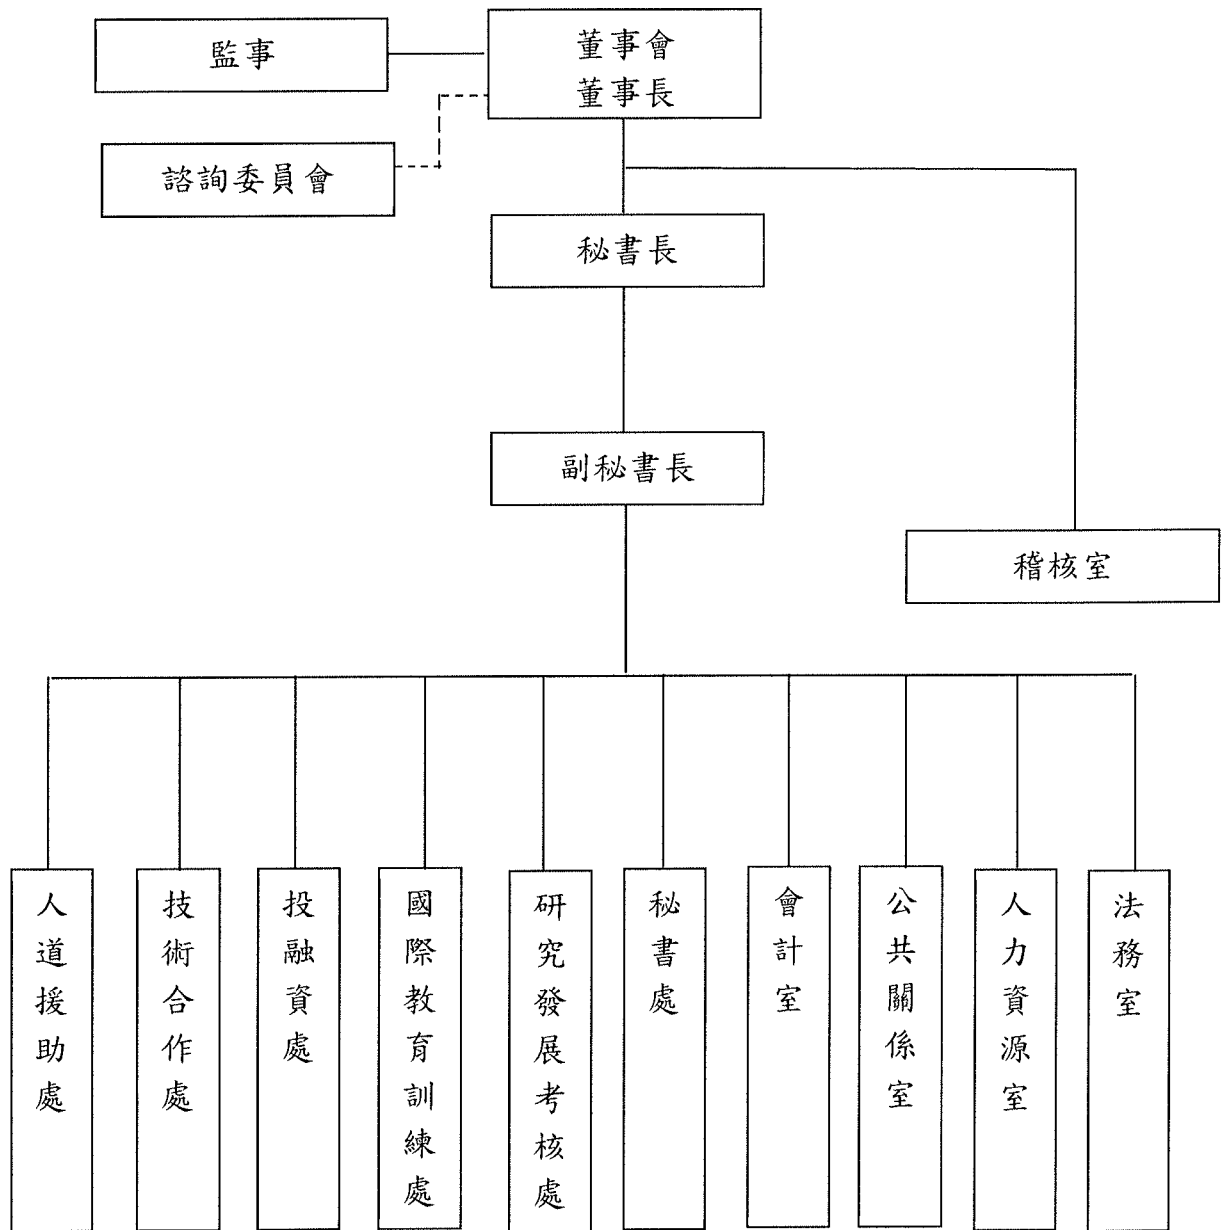 監事
董事會
董事長
諮詢委員會
秘書長
副秘書長
稽核室
人道援助處
技術合作處
投融資處
國際教育訓練處
研究發展考核處
秘書處
會計室
公共關係室
人力資源室
法務室